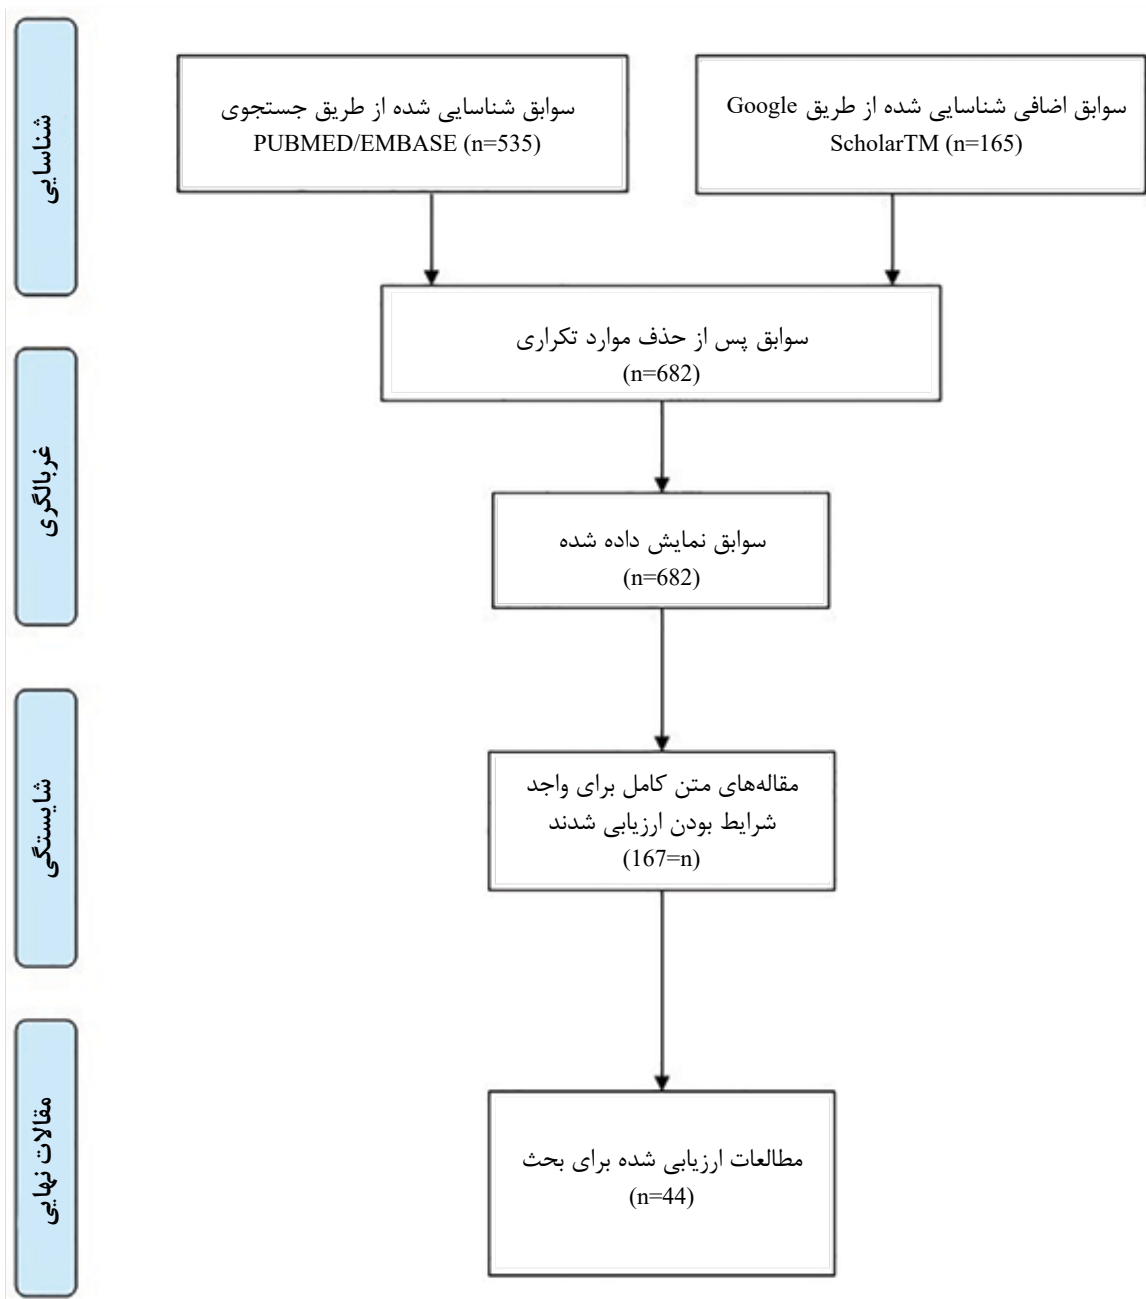 شناسایی
سوابق شناسایی شده از طریق جستجوی
PUBMED/EMBASE (n=535)
سوابق اضافی شناسایی شده از طریق Google
ScholarTM (n=165)
سوابق پس از حذف موارد تکراری
(n=682)
غربالگری
سوابق نمایش داده شده
(n=682)
شایستگی
مقاله‌های متن کامل برای واجد
شرایط بودن ارزیابی شدند
(167=n)
مقالات نهایی
مطالعات ارزیابی شده برای بحث
(n=44)